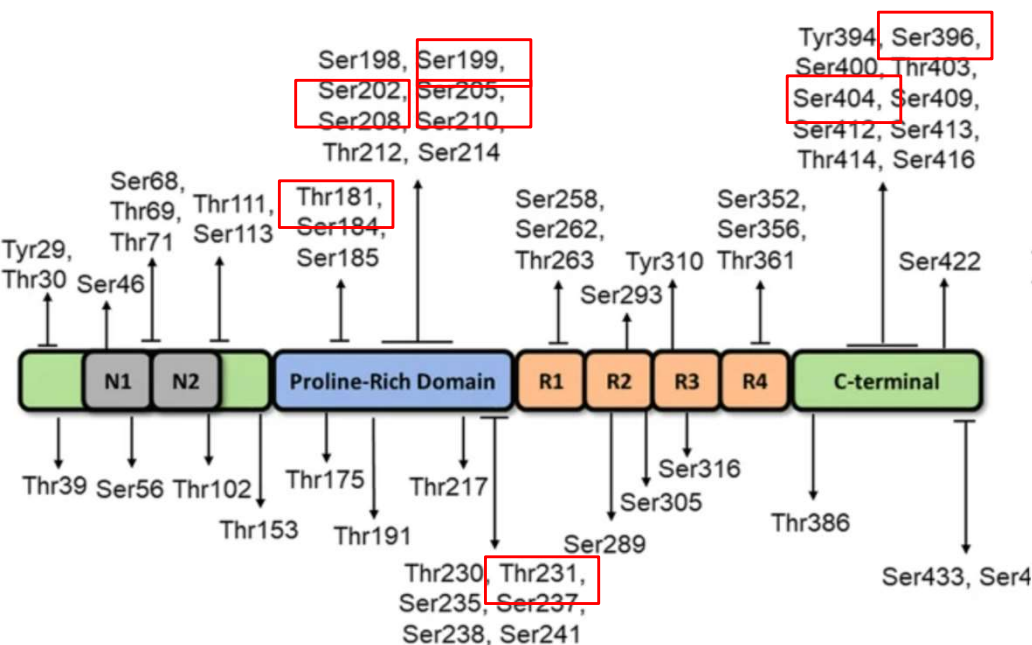 Ser198, Ser199,
Ser202, Ser205,
Ser208, Ser210,
Thr212, Ser214
Tyr394, Ser396,
Ser400, Thr403,
Ser404, Ser409,
Ser412, Ser413,
Thr414, Ser416
Tyr29,
Thr30
Ser46
Ser68,
Thr69,
Thr71
Thr111,
Ser113
Thr181,
Ser184,
Ser185
Ser258,
Ser262,
Thr263
Ser293
Tyr310
Ser352,
Ser356,
Thr361
Ser422
N1
N2
Proline-Rich Domain
R1
R2
R3
R4
C-terminal
Thr39
Ser56
Thr102
Thr153
Thr175
Thr191
Thr217
Thr230, Thr231,
Ser235, Ser237,
Ser238, Ser241
Ser289
Ser305
Ser316
Thr386
Ser433,